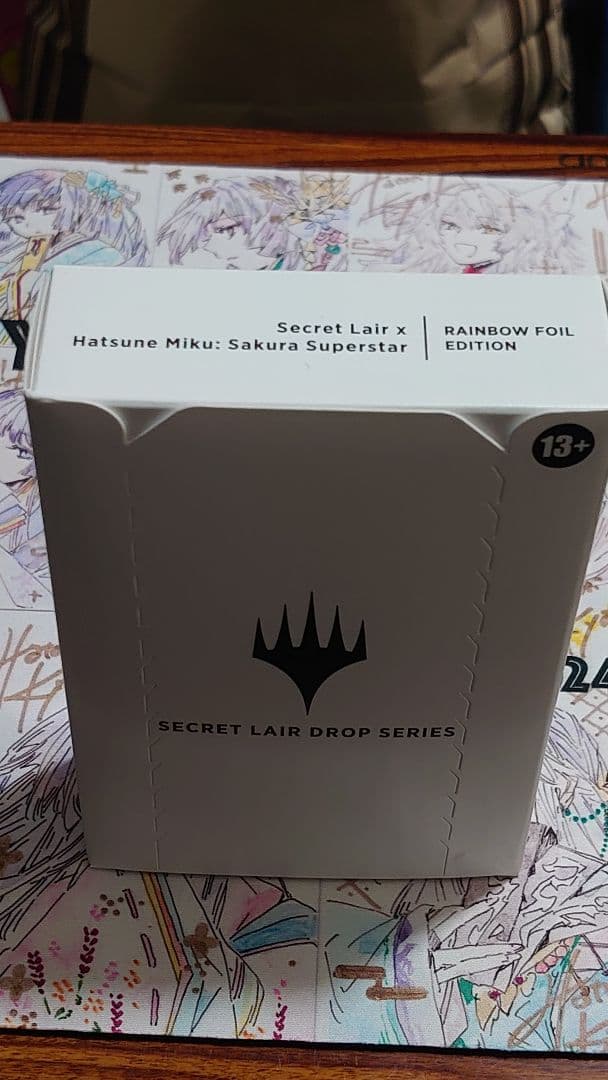 Secret Lair x
Hatsune Miku: Sakura Superstar
RAINBOW FOIL
EDITION
13+
SECRET LAIR DROP SERIES